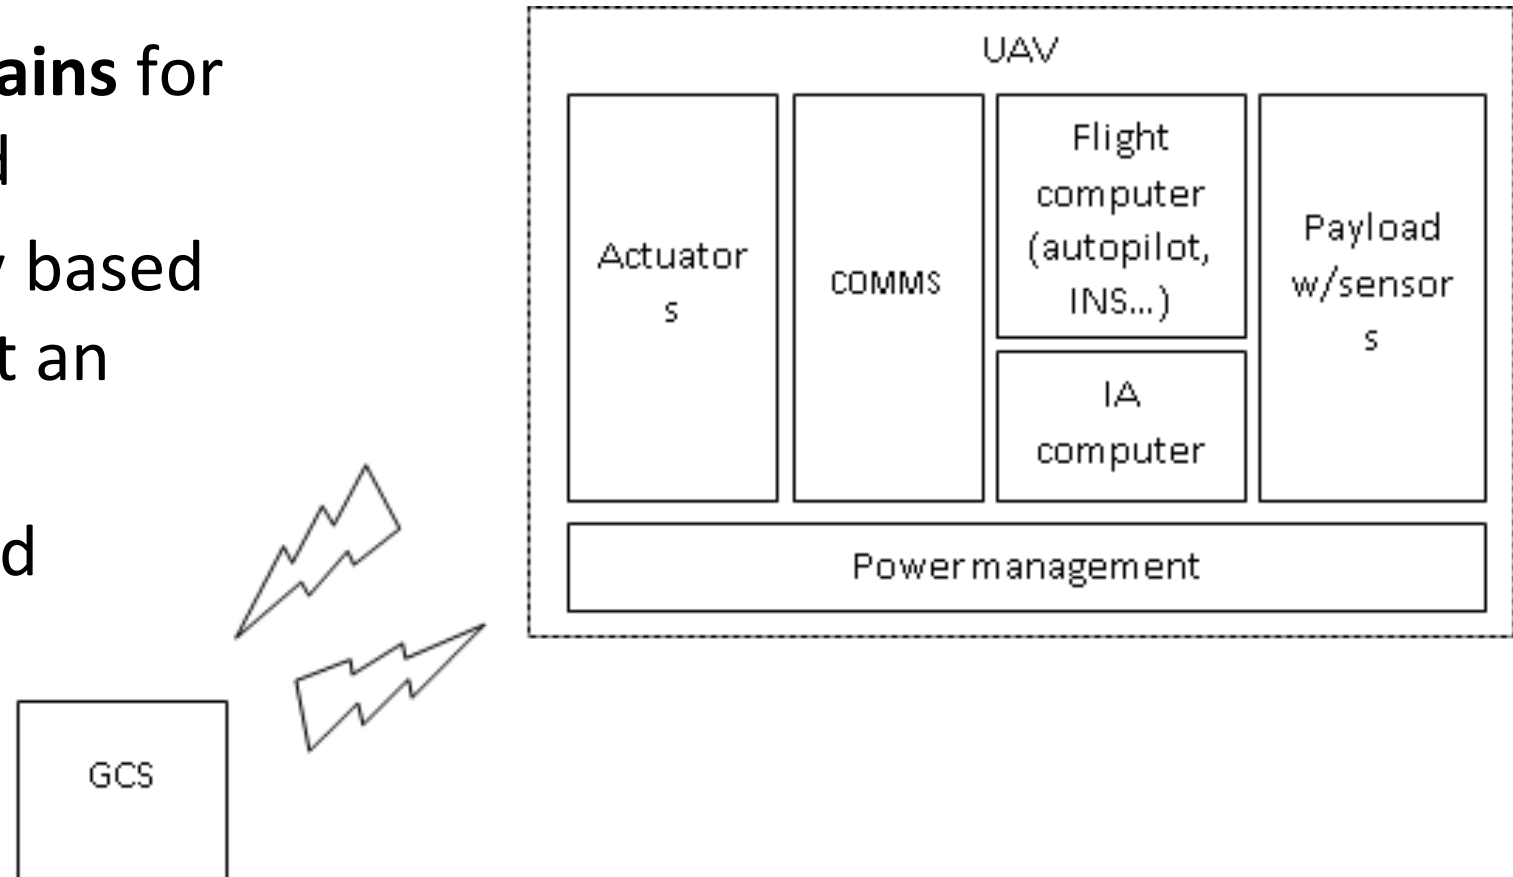 ains for
d
y based
t an
d
UAV
Actuator
s
COMMS
Flight
computer
(autopilot,
INS...)
IA
computer
Payload
w/sensor
s
Power management
GCS